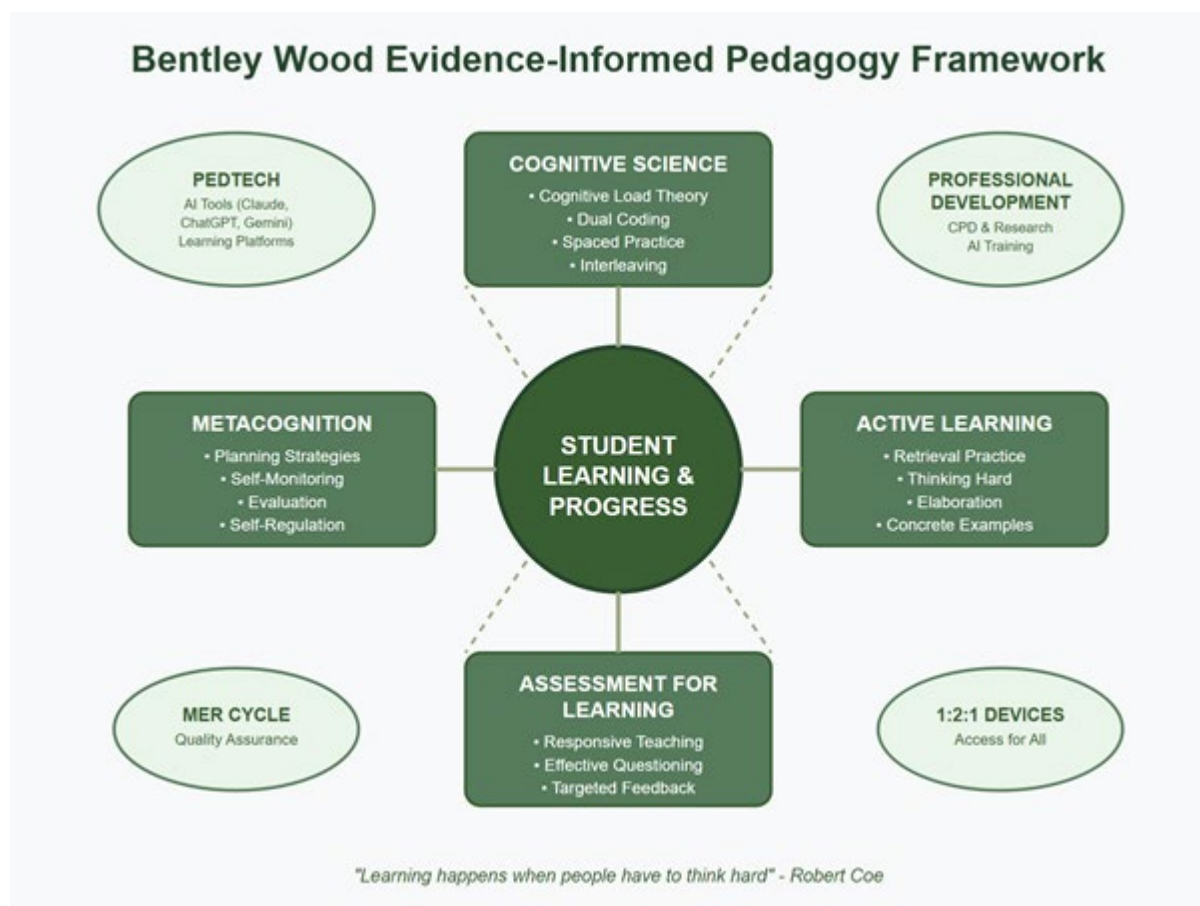 Bentley Wood Evidence-Informed Pedagogy Framework
PEDTECH
AI Tools (Claude,
ChatGPT, Gemini)
Learning Platforms
COGNITIVE SCIENCE
• Cognitive Load Theory
• Dual Coding
• Spaced Practice
• Interleaving
PROFESSIONAL
DEVELOPMENT
CPD & Research
AI Training
METACOGNITION
• Planning Strategies
• Self-Monitoring
• Evaluation
• Self-Regulation
STUDENT
LEARNING &
PROGRESS
ACTIVE LEARNING
• Retrieval Practice
• Thinking Hard
• Elaboration
• Concrete Examples
MER CYCLE
Quality Assurance
ASSESSMENT FOR
LEARNING
• Responsive Teaching
• Effective Questioning
• Targeted Feedback
1:2:1 DEVICES
Access for All
"Learning happens when people have to think hard" - Robert Coe